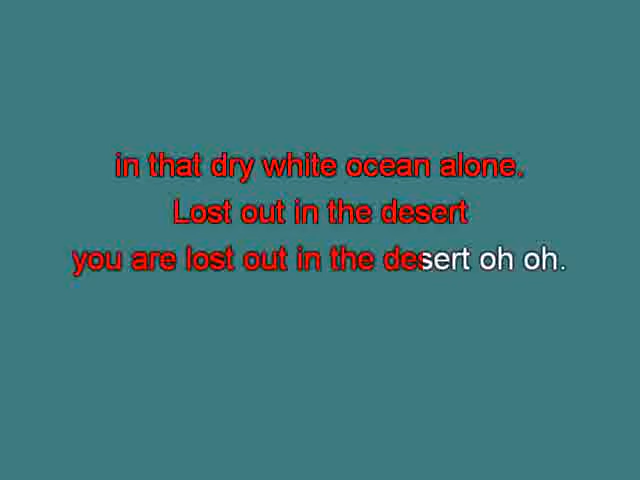 in that dry white ocean alone.
Lost out in the desert
you are lost out in the desert oh oh.